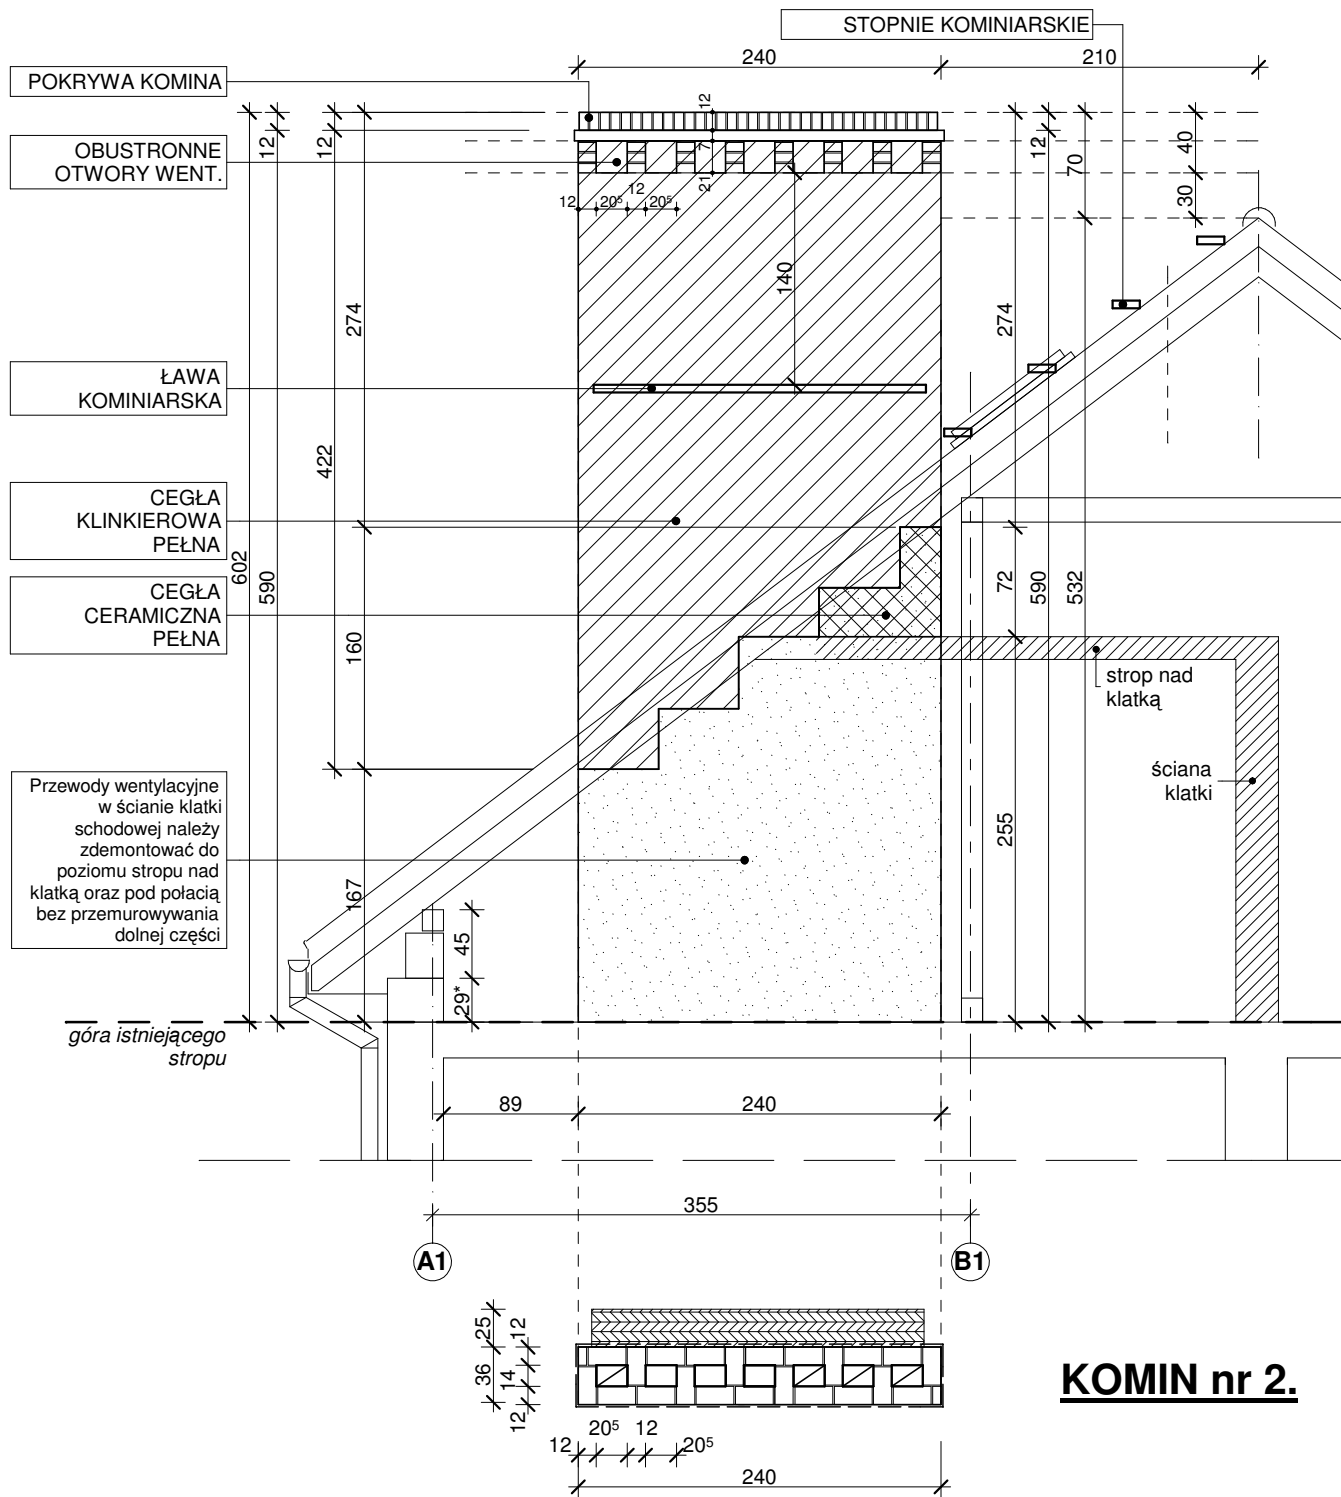 STOPNIE KOMINIARSKIE
240
210
POKRYWA KOMINA
OBUSTRONNE
OTWORY WENT.
12
12
12
7
21
12
20⁵
12
20⁵
12
70
40
30
140
274
274
ŁAWA
KOMINIARSKA
422
CEGŁA
KLINKIEROWA
PEŁNA
602
590
CEGŁA
CERAMICZNA
PEŁNA
72
590
532
160
strop nad
klatką
ściana
klatki
Przewody wentylacyjne
w ścianie klatki
schodowej należy
zdemontować do
poziomu stropu nad
klatką oraz pod połacią
bez przemurowywania
dolnej części
167
255
45
29*
góra istniejącego
stropu
89
240
355
A1
B1
25
12
36
14
12
12
20⁵
12
20⁵
240
KOMIN nr 2.